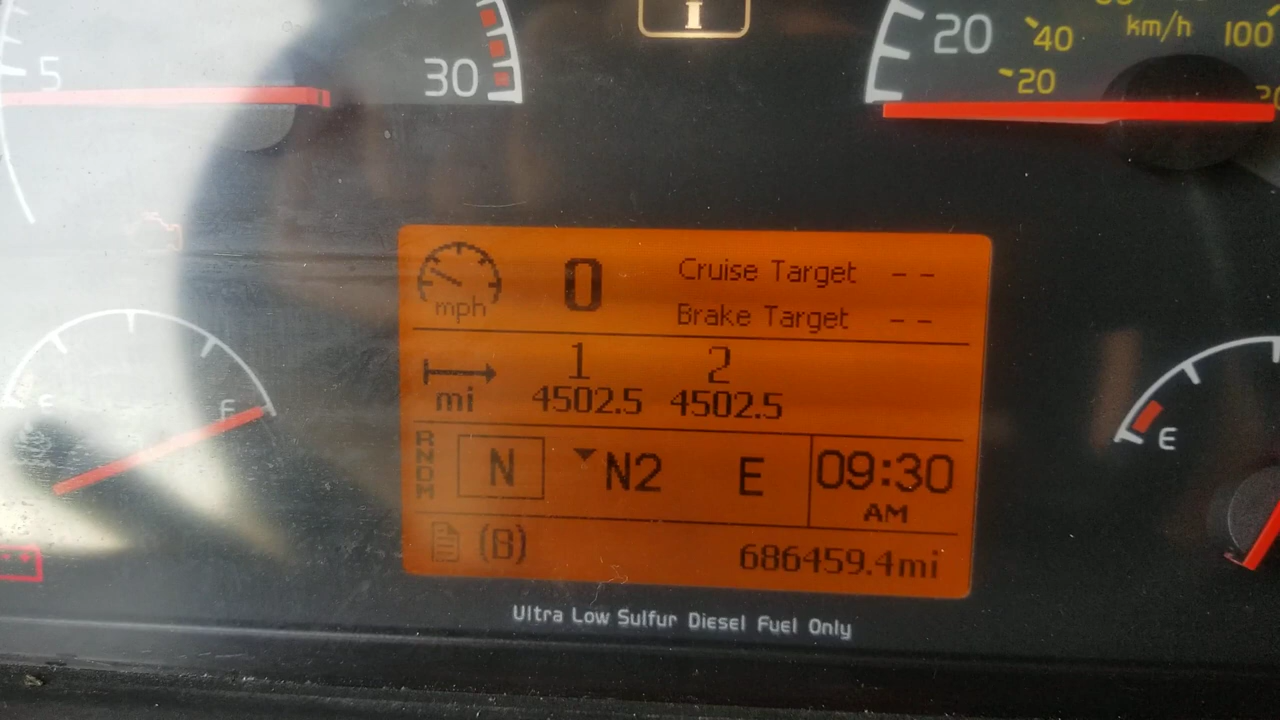 5
30
20
40
20
km/h
100
mph
0
Cruise Target --
Brake Target --
1 2
mi 4502.5 4502.5
RNDM
N N2 E 09:30
AM
(B) 686459.4mi
F
E
Ultra Low Sulfur Diesel Fuel Only